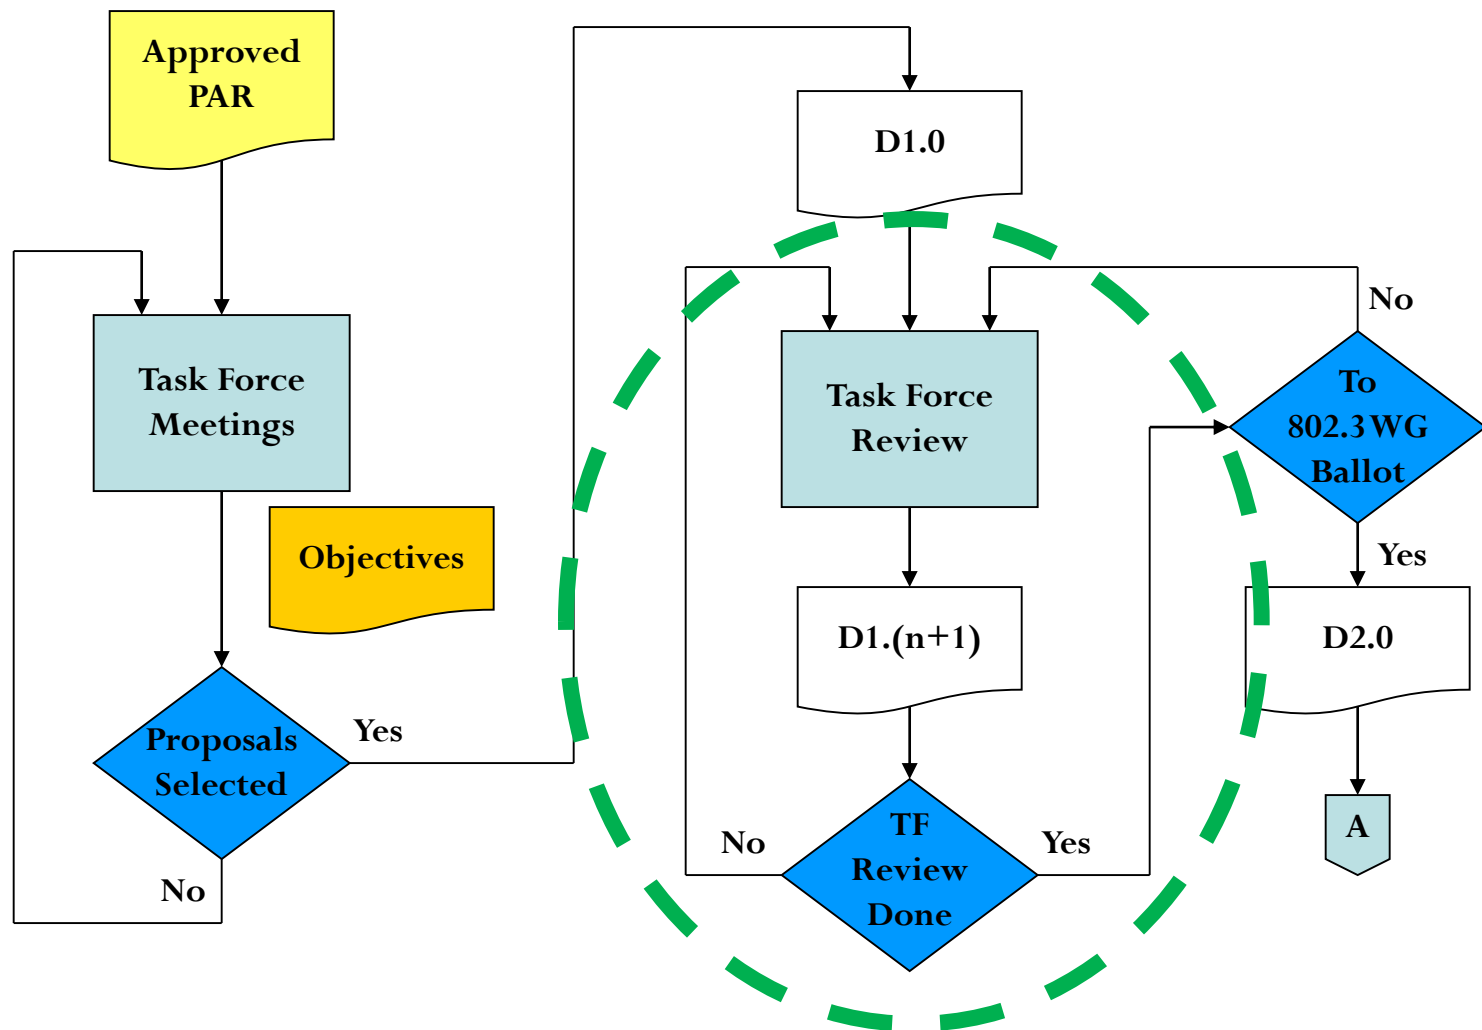 Approved
PAR
Task Force
Meetings
Objectives
Proposals
Selected
Yes
No
D1.0
Task Force
Review
D1.(n+1)
TF
Review
Done
No
Yes
To
802.3 WG
Ballot
No
Yes
D2.0
A